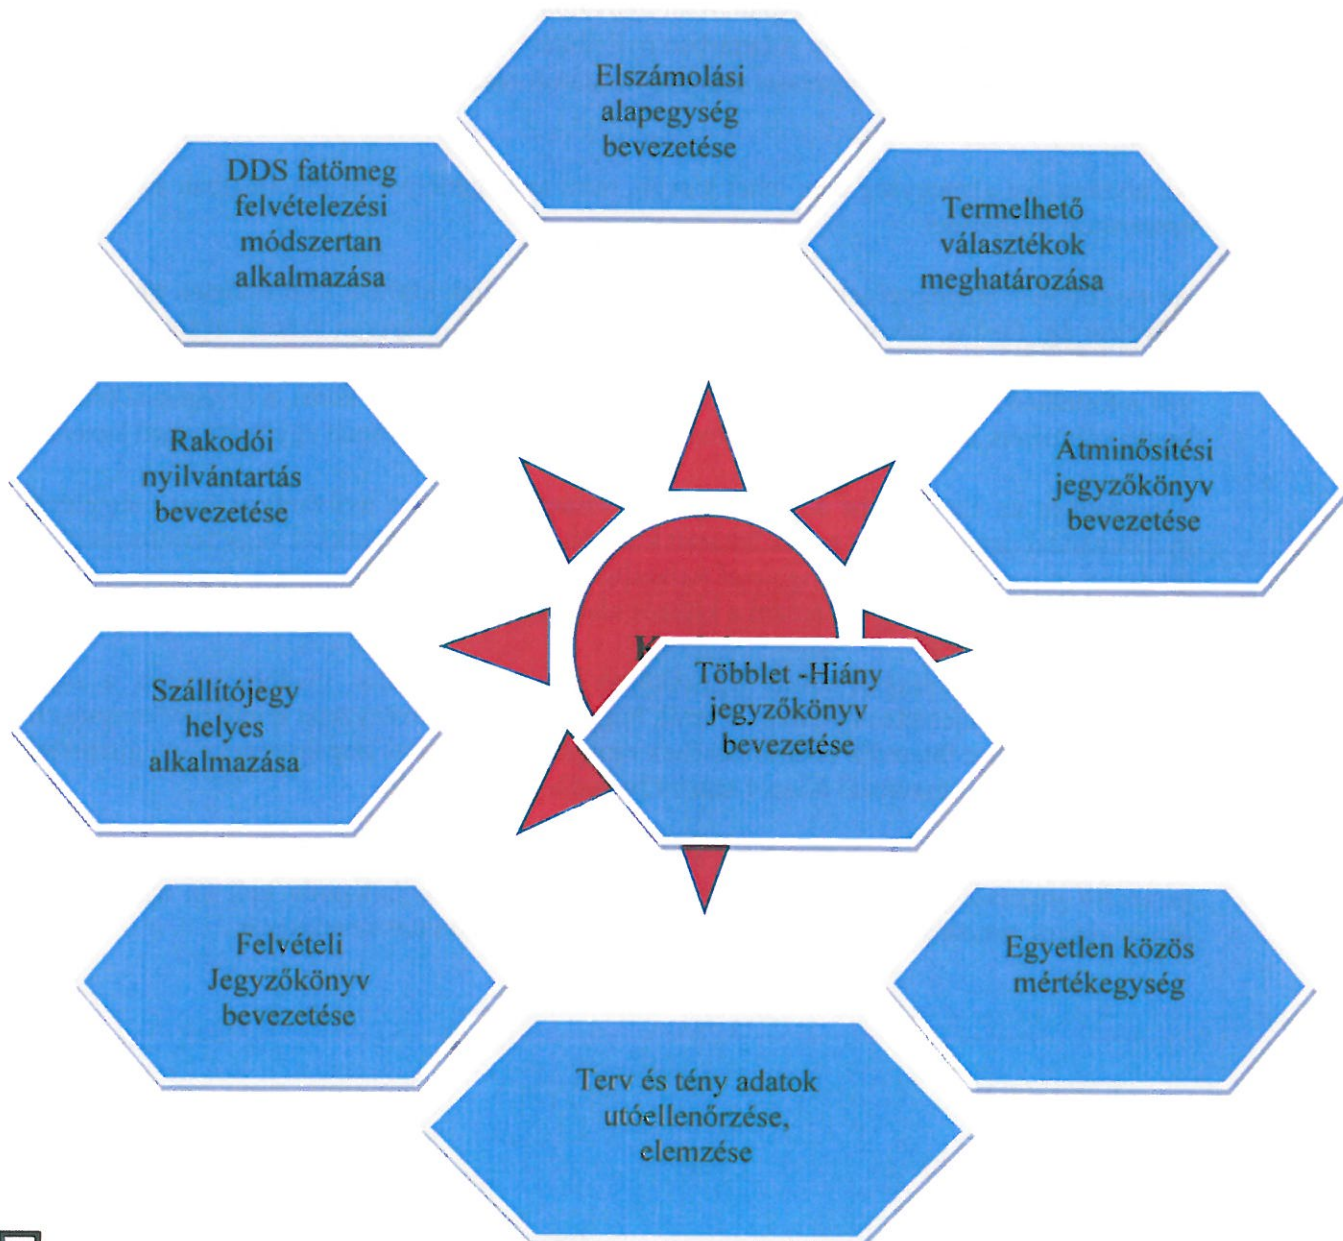 Elszámolási
alapegység
bevezetése
DDS fatömeg
felvételezési
módszertan
alkalmazása
Termelhető
választékok
meghatározása
Rakodói
nyilvántartás
bevezetése
Átminősítési
jegyzőkönyv
bevezetése
Szállítójegy
helyes
alkalmazása
Többlet -Hiány
jegyzőkönyv
bevezetése
Felvételi
Jegyzőkönyv
bevezetése
Egyetlen közös
mértékegység
Terv és tény adatok
utóellenőrzése,
elemzése